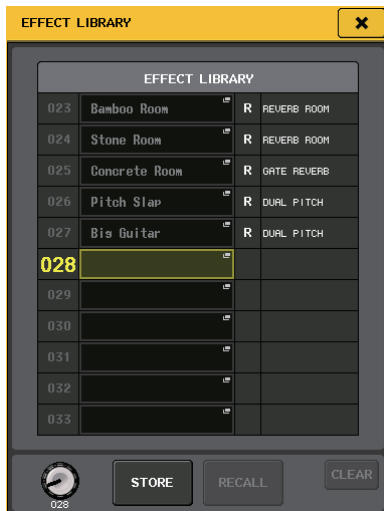 EFFECT LIBRARY
EFFECT LIBRARY
023 Bamboo Room R REVERB ROOM
024 Stone Room R REVERB ROOM
025 Concrete Room R GATE REVERB
026 Pitch Slap R DUAL PITCH
027 Big Guitar R DUAL PITCH
028
029
030
031
032
033
STORE RECALL CLEAR
028